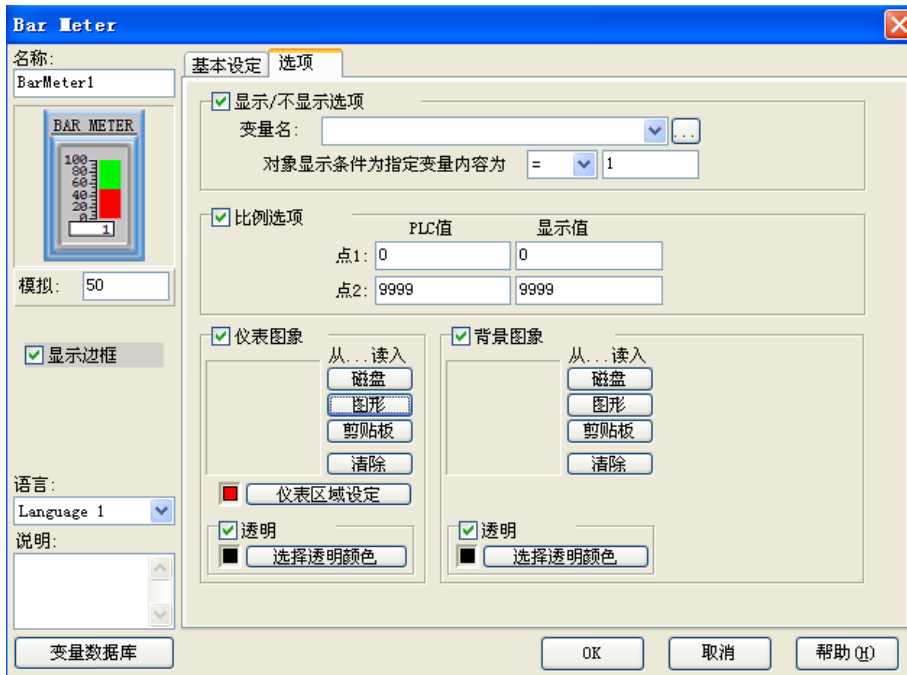 Bar Meter
名称:
BarMeter1
BAR METER
100
80
60
40
20
0
1
模拟: 50
显示边框
语言:
Language 1
说明:
变量数据库
基本设定 选项
显示/不显示选项
变量名:
...
对象显示条件为指定变量内容为 = 1
比例选项
PLC值 显示值
点1: 0 0
点2: 9999 9999
仪表图象
从...读入
磁盘
图形
剪贴板
清除
仪表区域设定
透明
选择透明颜色
背景图象
从...读入
磁盘
图形
剪贴板
清除
透明
选择透明颜色
OK 取消 帮助(H)